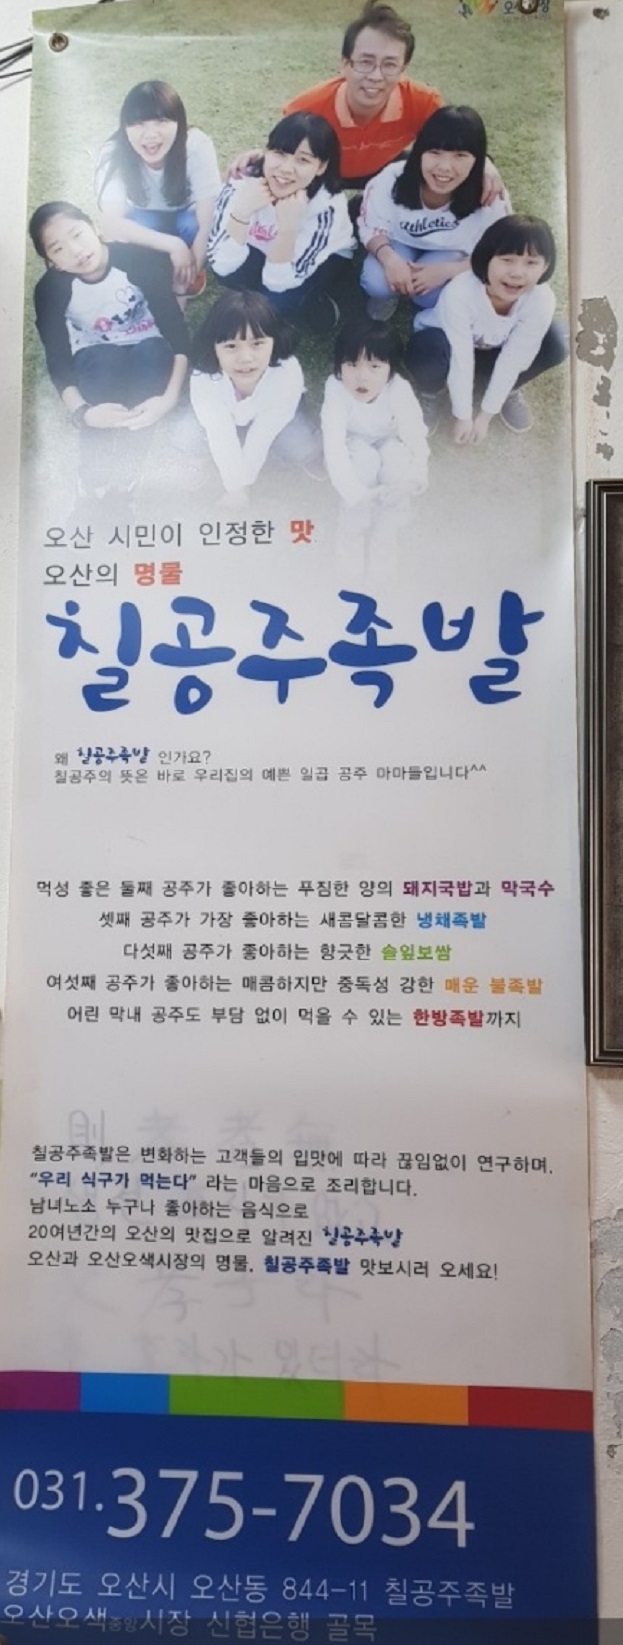 오산 시민이 인정한 맛
오산의 명물
칠공주족발
왜 칠공주족발 인가요?
칠공주의 뜻은 바로 우리집의 예쁜 일곱 공주 마마들입니다^^
먹성 좋은 둘째 공주가 좋아하는 푸짐한 양의 돼지국밥과 막국수
셋째 공주가 가장 좋아하는 새콤달콤한 냉채족발
다섯째 공주가 좋아하는 향긋한 솔잎보쌈
여섯째 공주가 좋아하는 매콤하지만 중독성 강한 매운 불족발
어린 막내 공주도 부담 없이 먹을 수 있는 한방족발까지
칠공주족발은 변화하는 고객들의 입맛에 따라 끊임없이 연구하며,
"우리 식구가 먹는다" 라는 마음으로 조리합니다.
남녀노소 누구나 좋아하는 음식으로
20여년간의 오산의 맛집으로 알려진 칠공주족발
오산과 오산오색시장의 명물, 칠공주족발 맛보시러 오세요!
031.375-7034
경기도 오산시 오산동 844-11 칠공주족발
오산오색중앙시장 신협은행 골목